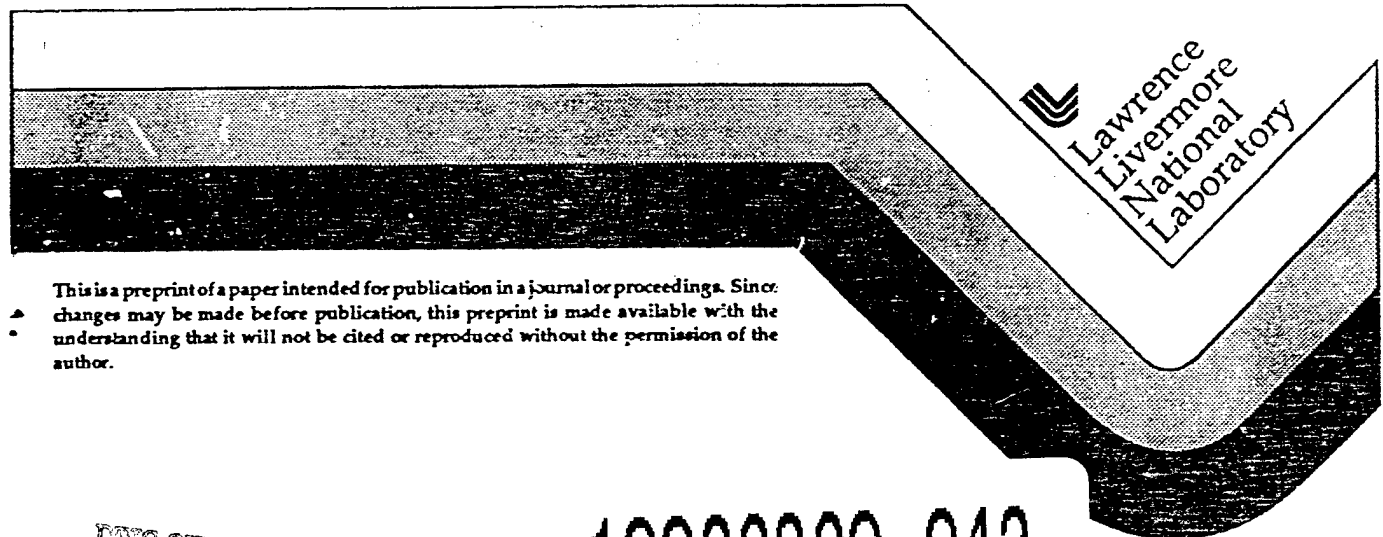 Lawrence
Livermore
National
Laboratory
This is a preprint of a paper intended for publication in a journal or proceedings. Since
changes may be made before publication, this preprint is made available with the
understanding that it will not be cited or reproduced without the permission of the
author.